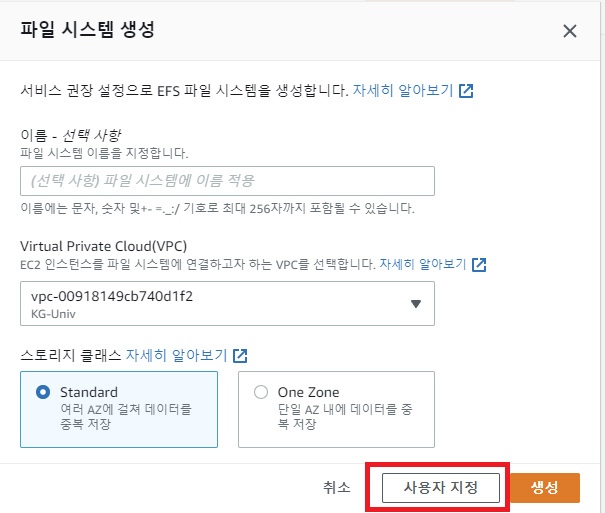 파일 시스템 생성
서비스 권장 설정으로 EFS 파일 시스템을 생성합니다. 자세히 알아보기
이름 - 선택 사항
파일 시스템 이름을 지정합니다.
(선택 사항) 파일 시스템에 이름 적용
이름에는 문자, 숫자 및+- =._:/ 기호로 최대 256자까지 포함될 수 있습니다.
Virtual Private Cloud(VPC)
EC2 인스턴스를 파일 시스템에 연결하고자 하는 VPC를 선택합니다. 자세히 알아보기
vpc-00918149cb740d1f2
KG-Univ
스토리지 클래스 자세히 알아보기
Standard
여러 AZ에 걸쳐 데이터를
중복 저장
One Zone
단일 AZ 내에 데이터를 중
복 저장
취소
사용자 지정
생성